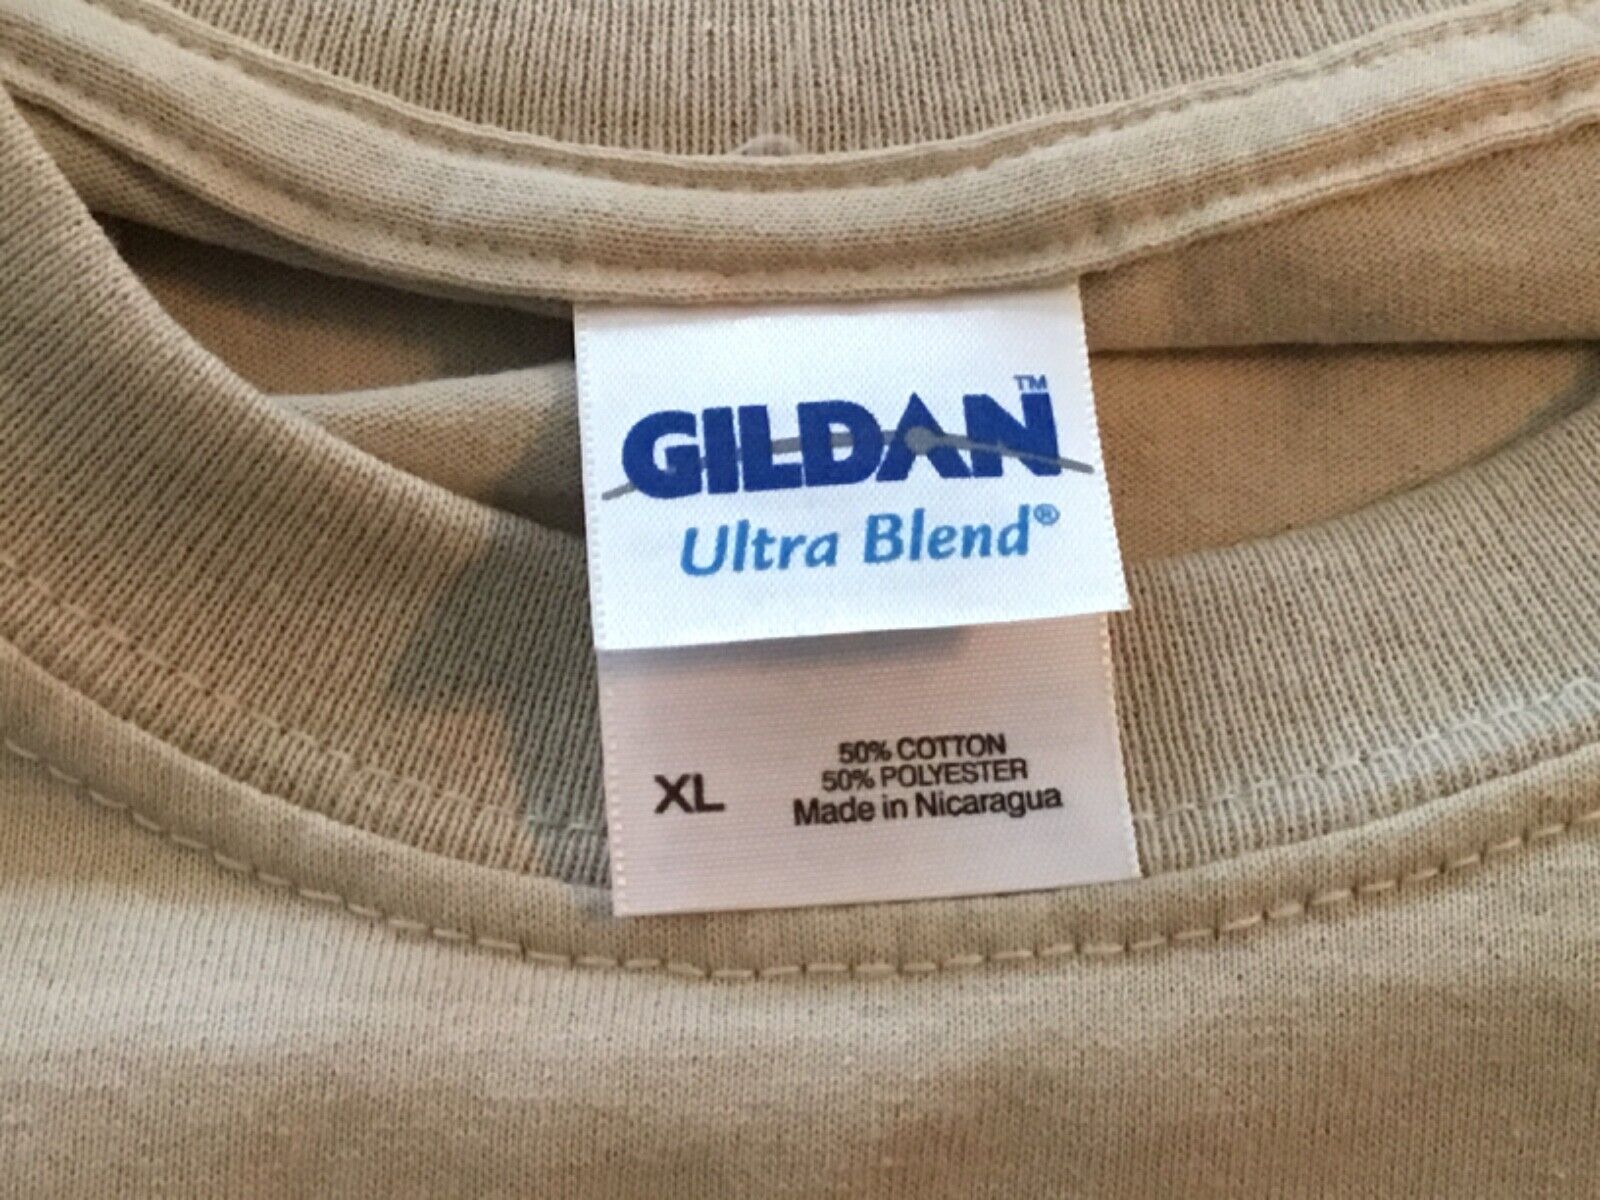 GILDAN™
Ultra Blend®
XL
50% COTTON
50% POLYESTER
Made in Nicaragua